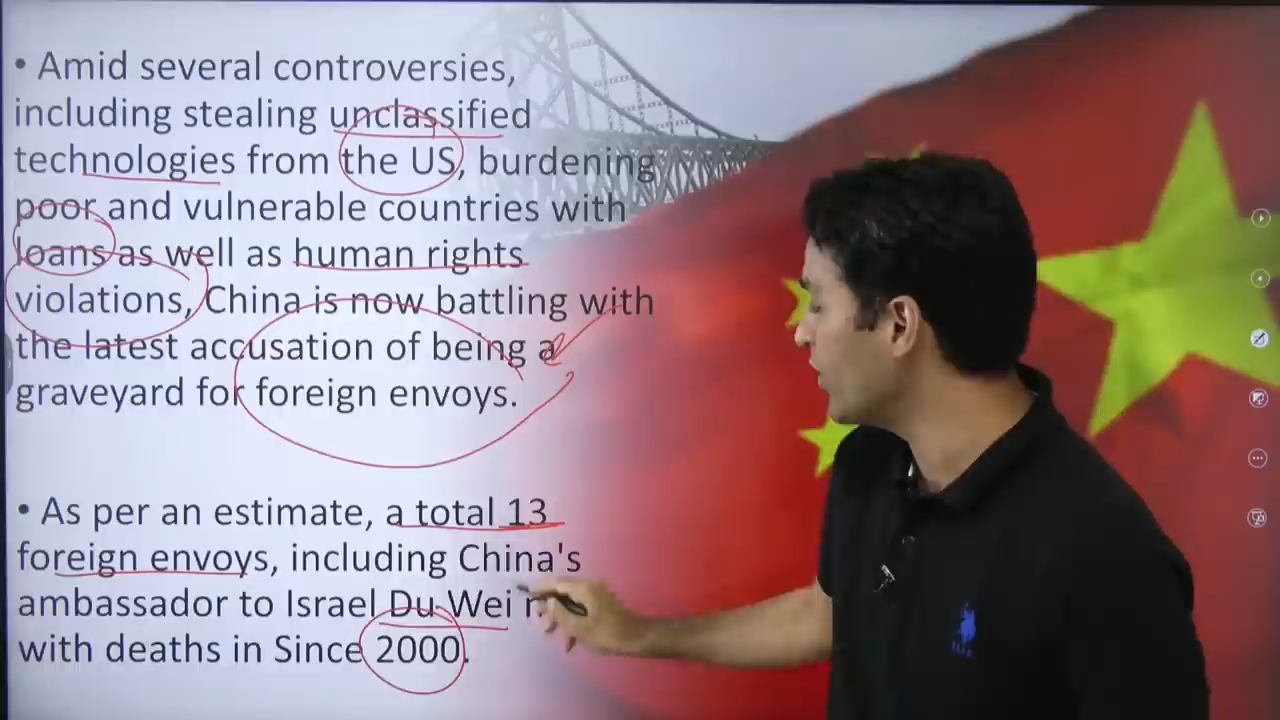 • Amid several controversies,
including stealing unclassified
technologies from the US, burdening
poor and vulnerable countries with
loans as well as human rights
violations, China is now battling with
the latest accusation of being a
graveyard for foreign envoys.
• As per an estimate, a total 13
foreign envoys, including China's
ambassador to Israel Du Wei
with deaths in Since 2000.